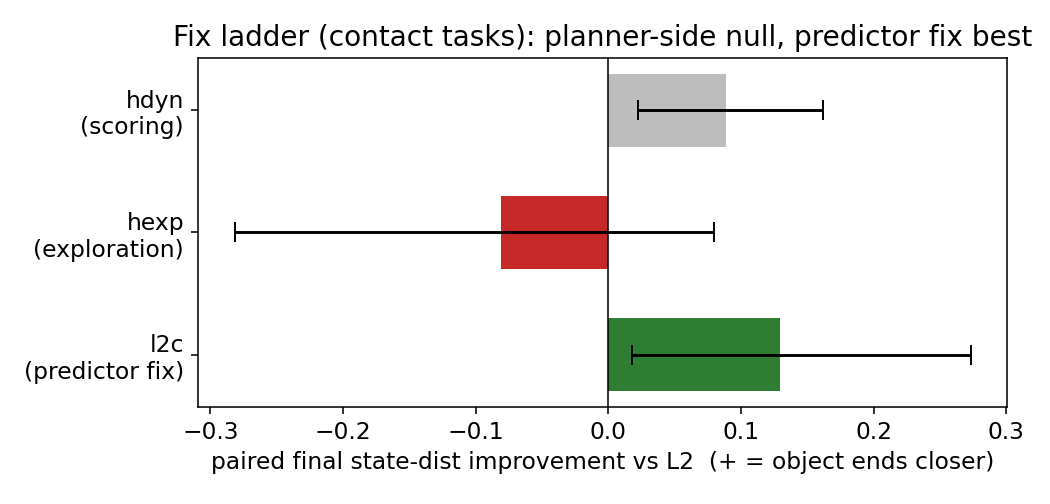 Fix ladder (contact tasks): planner-side null, predictor fix best
hdyn
(scoring)
hexp
(exploration)
l2c
(predictor fix)
−0.3 −0.2 −0.1 0.0 0.1 0.2 0.3
paired final state-dist improvement vs L2  (+ = object ends closer)